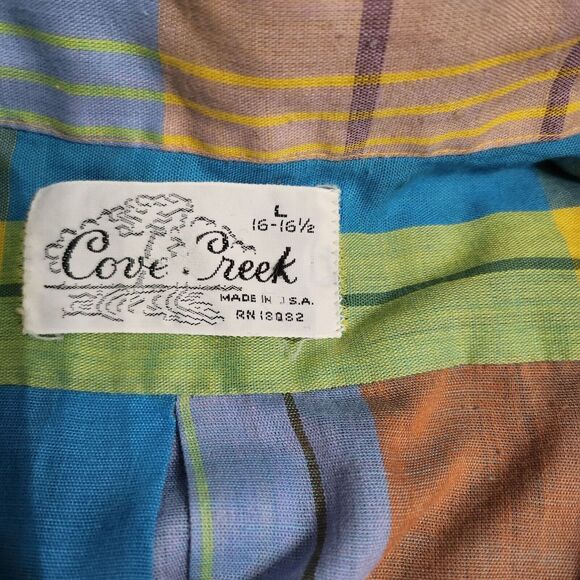 L
16-16½
Cove Creek
MADE IN U.S.A.
RN 18082